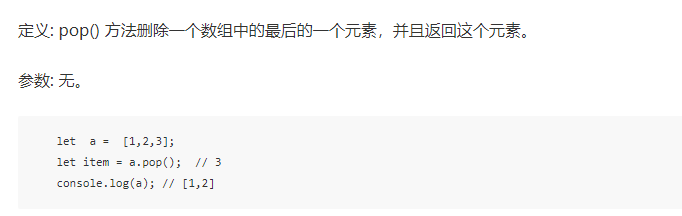 定义: pop() 方法删除一个数组中的最后的一个元素，并且返回这个元素。
参数: 无。
let  a =  [1,2,3];
let item = a.pop();  // 3
console.log(a); // [1,2]